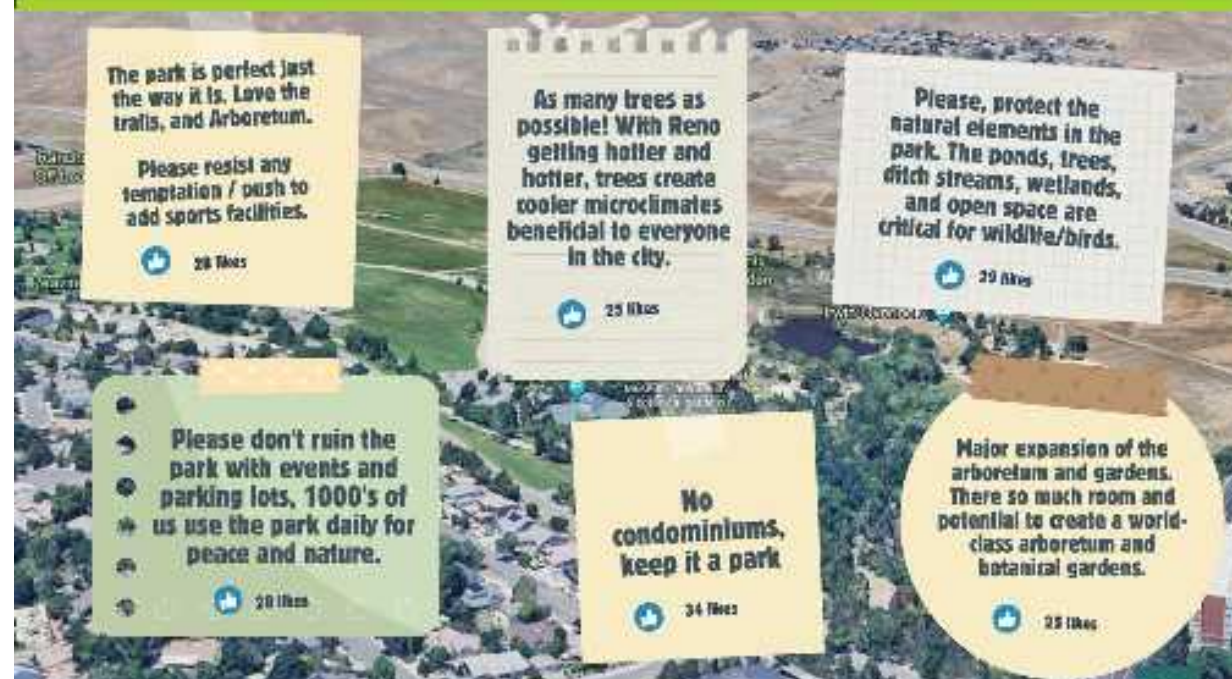 The park is perfect just
the way it is. Love the
trails, and Arboretum.
Please resist any
temptation / push to
add sports facilities.
28 likes
As many trees as
possible! With Reno
getting hotter and
hotter, trees create
cooler microclimates
beneficial to everyone
in the city.
25 likes
Please, protect the
natural elements in the
park. The ponds, trees,
ditch streams, wetlands,
and open space are
critical for wildlife/birds.
29 likes
Please don't ruin the
park with events and
parking lots, 1000's of
us use the park daily for
peace and nature.
28 likes
No
condominiums,
keep it a park
34 likes
Major expansion of the
arboretum and gardens.
There so much room and
potential to create a world-
class arboretum and
botanical gardens.
25 likes